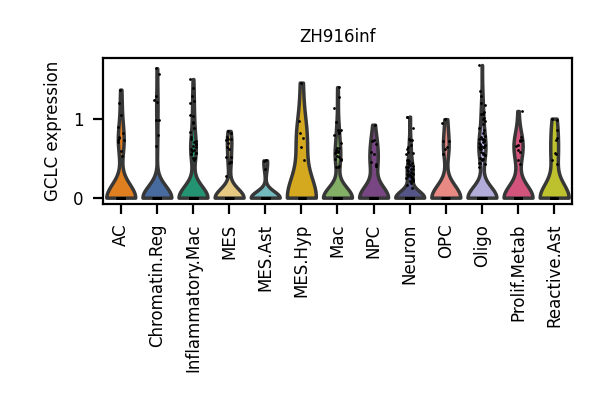 ZH916inf
GCLC expression
1
0
AC
Chromatin.Reg
Inflammatory.Mac
MES
MES.Ast
MES.Hyp
Mac
NPC
Neuron
OPC
Oligo
Prolif.Metab
Reactive.Ast